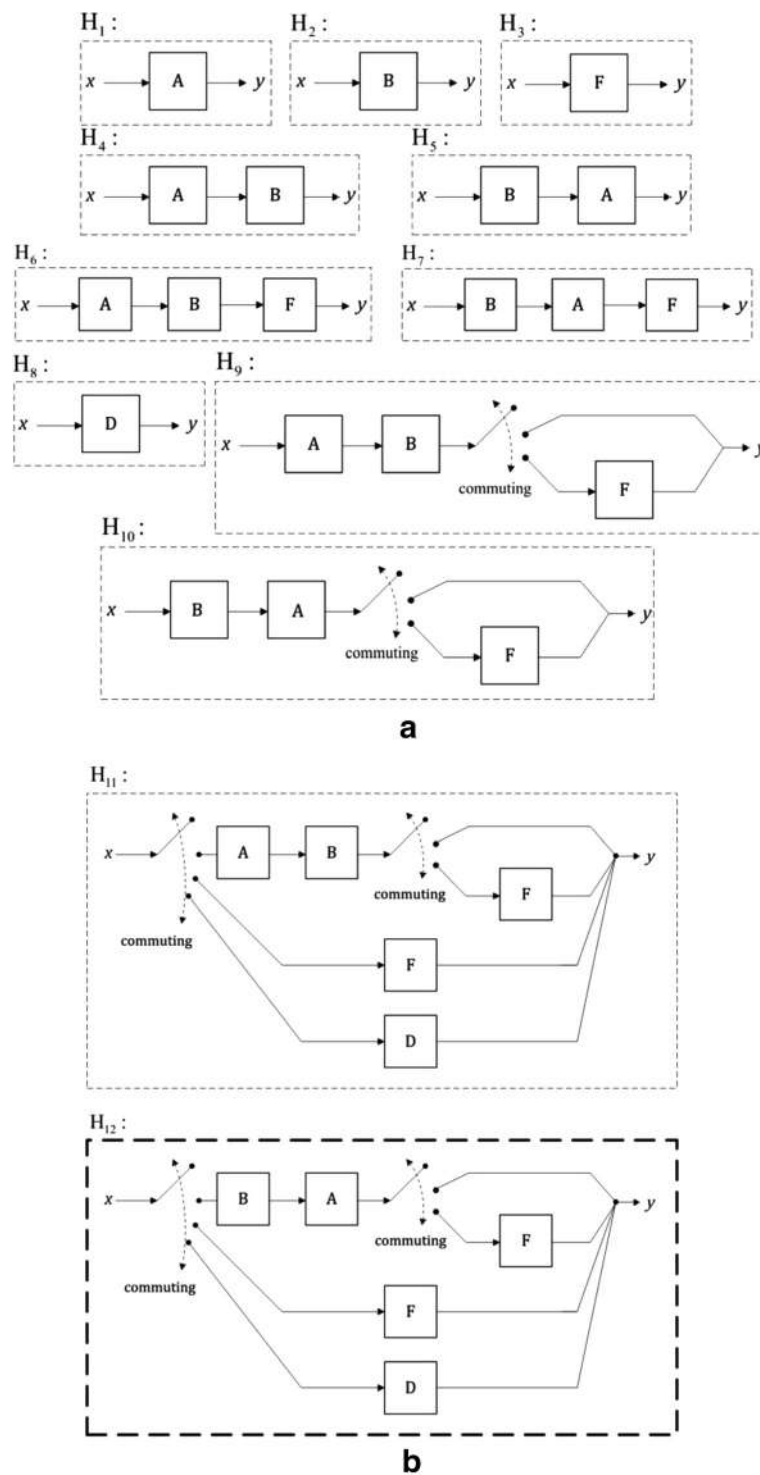 H1 : H2 : H3 :
x A y x B y x F y
H4 : H5 :
x A B y x B A y
H6 : H7 :
x A B F y x B A F y
H8 : H9 :
x D y x A B commuting F y
H10 :
x B A commuting F y
a
H11 :
x A B y
commuting F
commuting
F
D
H12 :
x B A y
commuting F
commuting
F
D
b